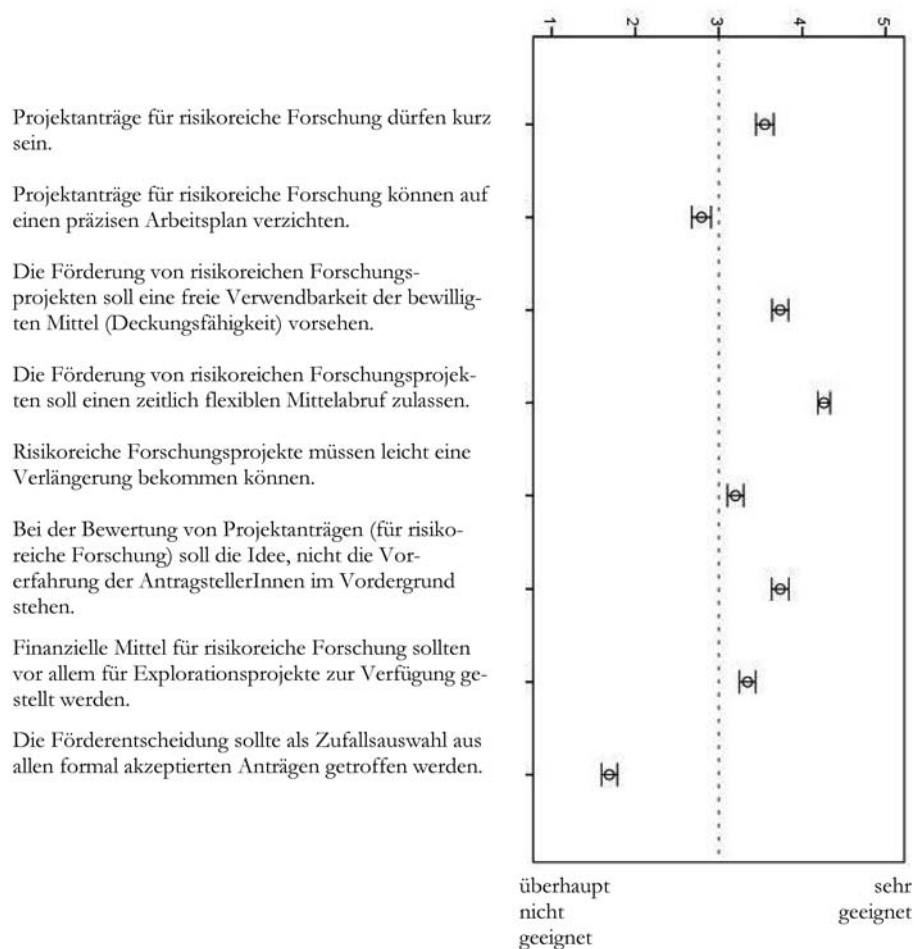 1 2 3 4 5
Projektanträge für risikoreiche Forschung dürfen kurz
sein.
Projektanträge für risikoreiche Forschung können auf
einen präzisen Arbeitsplan verzichten.
Die Förderung von risikoreichen Forschungs-
projekten soll eine freie Verwendbarkeit der bewillig-
ten Mittel (Deckungsfähigkeit) vorsehen.
Die Förderung von risikoreichen Forschungsprojek-
ten soll einen zeitlich flexiblen Mittelabruf zulassen.
Risikoreiche Forschungsprojekte müssen leicht eine
Verlängerung bekommen können.
Bei der Bewertung von Projektanträgen (für risiko-
reiche Forschung) soll die Idee, nicht die Vor-
erfahrung der AntragstellerInnen im Vordergrund
stehen.
Finanzielle Mittel für risikoreiche Forschung sollten
vor allem für Explorationsprojekte zur Verfügung ge-
stellt werden.
Die Förderentscheidung sollte als Zufallsauswahl aus
allen formal akzeptierten Anträgen getroffen werden.
überhaupt
nicht
geeignet
sehr
geeignet